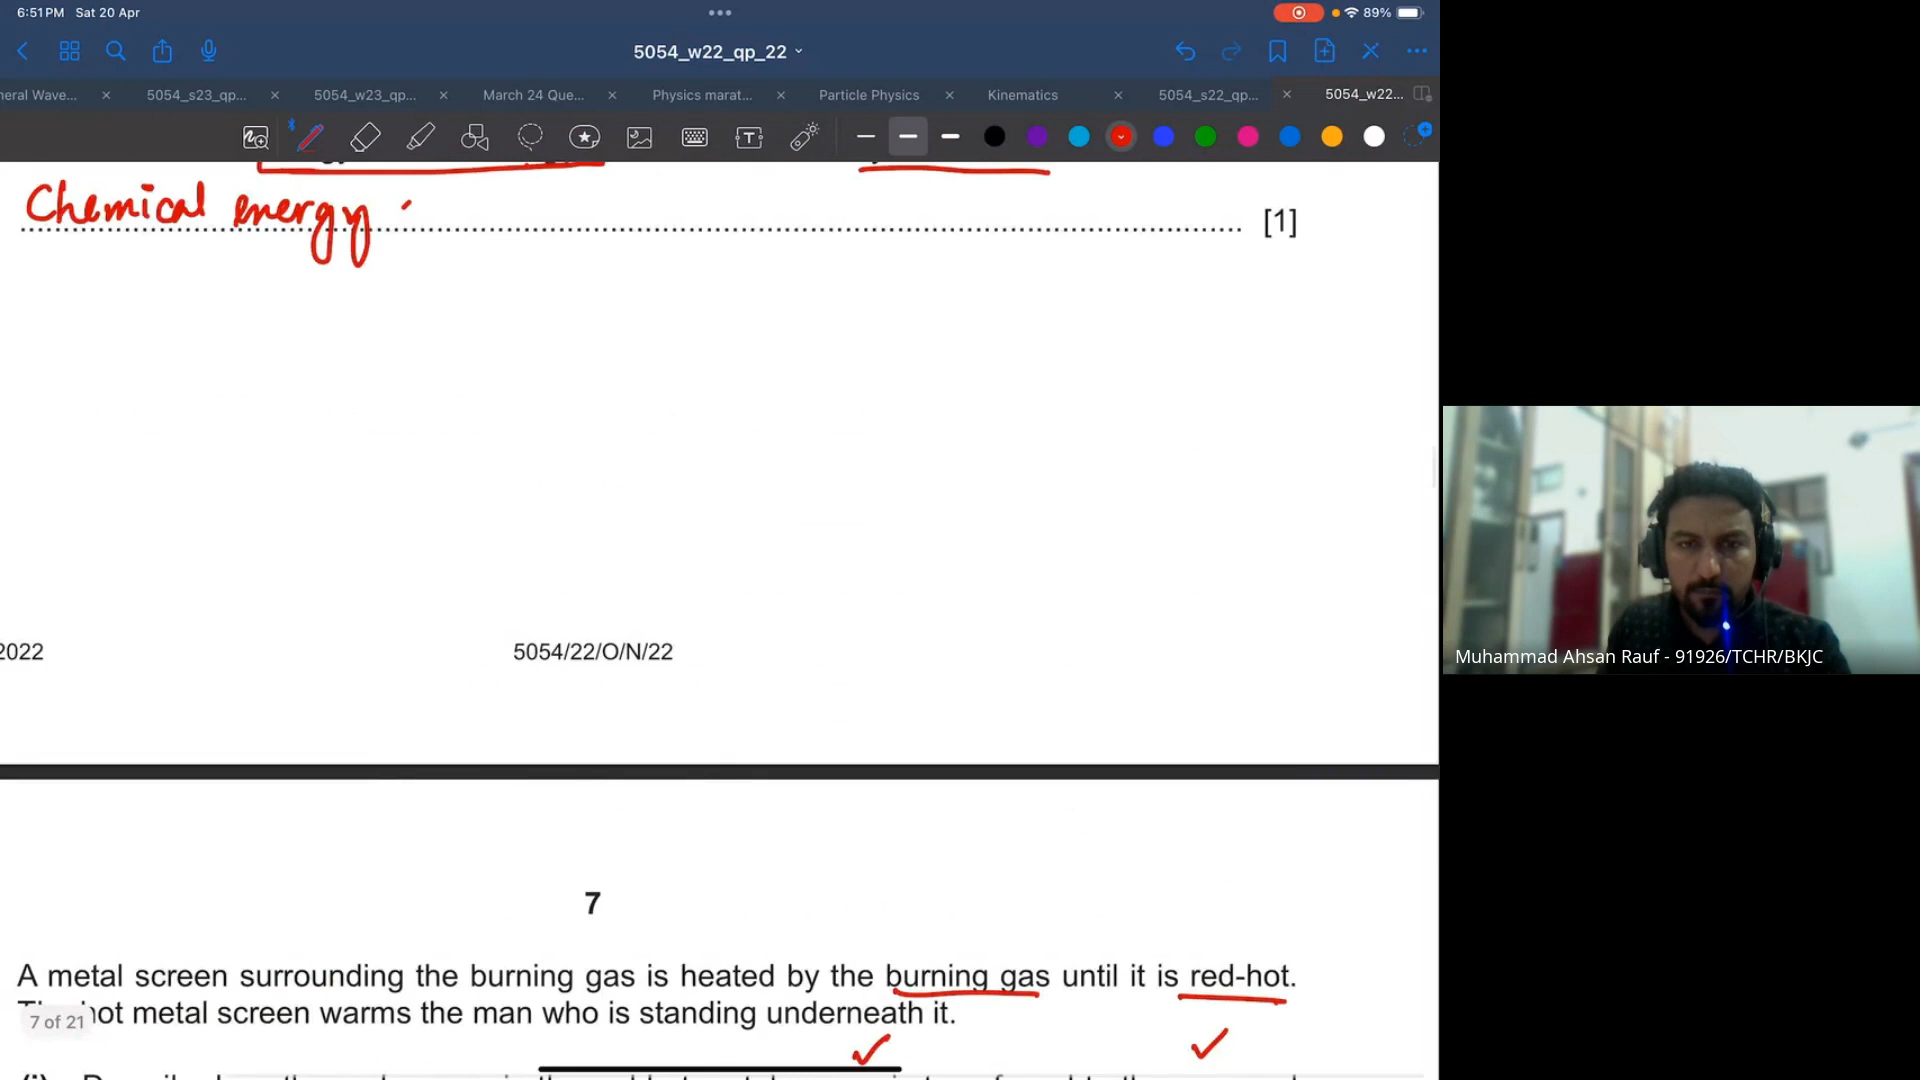 6:51PM Sat 20 Apr
89%
5054_w22_qp_22
neral Wave...
5054_s23_qp...
5054_w23_qp...
March 24 Que...
Physics marat...
Particle Physics
Kinematics
5054_s22_qp...
5054_w22...
Chemical energy.
[1]
2022
5054/22/O/N/22
7
A metal screen surrounding the burning gas is heated by the burning gas until it is red-hot.
hot metal screen warms the man who is standing underneath it.
7 of 21
Muhammad Ahsan Rauf - 91926/TCHR/BKJC